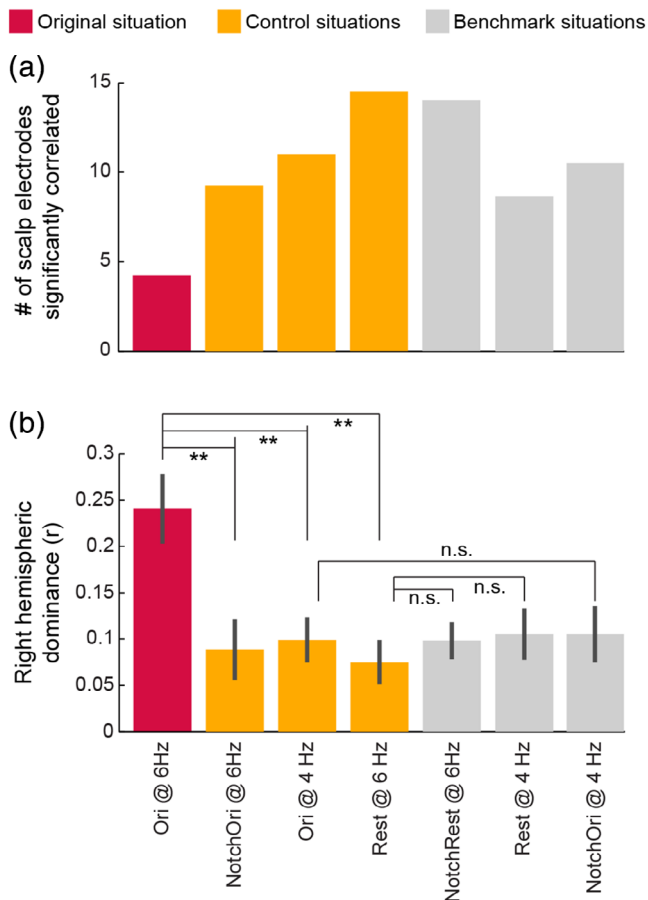 Original situation Control situations Benchmark situations
(a)
# of scalp electrodes
significantly correlated
15
10
5
0
(b)
Right hemispheric
dominance (r)
0.3
0.25
0.2
0.15
0.1
0.05
0
**
**
**
n.s.
n.s.
n.s.
Ori @ 6Hz
NotchOri @ 6Hz
Ori @ 4 Hz
Rest @ 6 Hz
NotchRest @ 6Hz
Rest @ 4 Hz
NotchOri @ 4 Hz